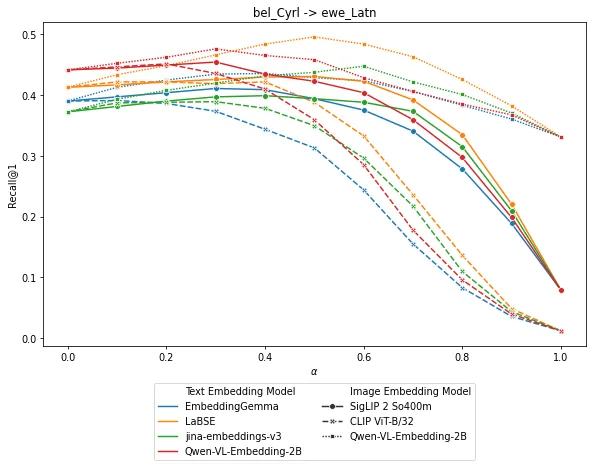 bel_Cyrl -> ewe_Latn
0.5
0.4
0.3
0.2
0.1
0.0
Recall@1
0.0 0.2 0.4 0.6 0.8 1.0
α
Text Embedding Model Image Embedding Model
EmbeddingGemma SigLIP 2 So400m
LaBSE CLIP ViT-B/32
jina-embeddings-v3 Qwen-VL-Embedding-2B
Qwen-VL-Embedding-2B